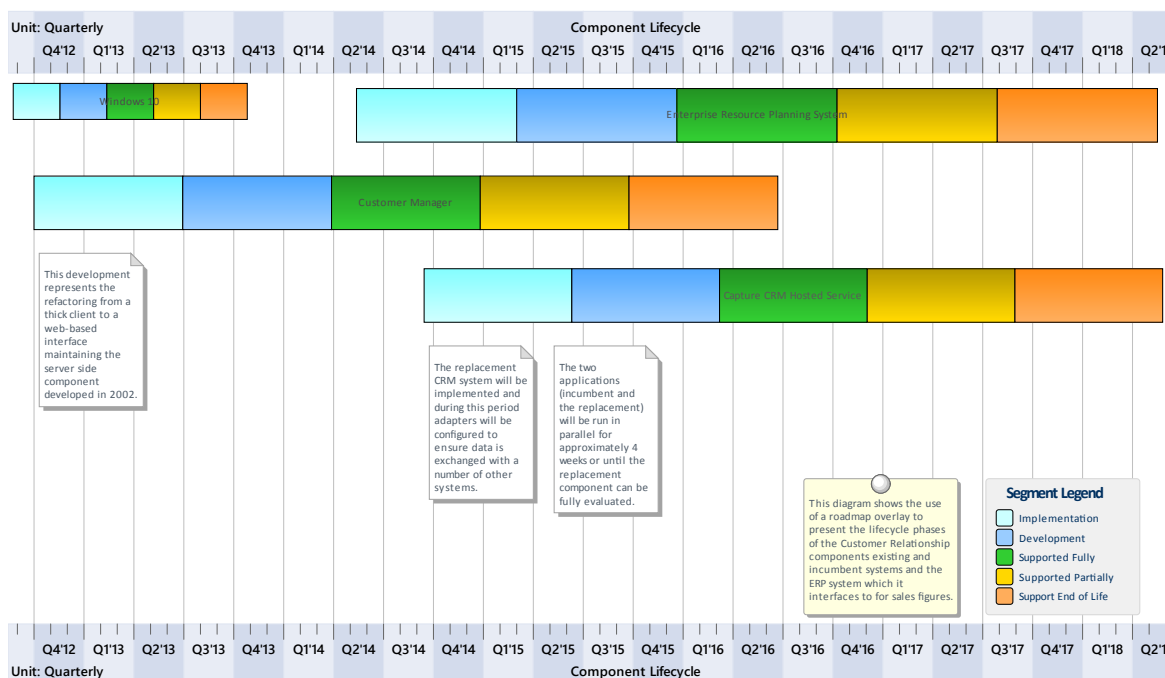 Unit: Quarterly Component Lifecycle
Q4'12 Q1'13 Q2'13 Q3'13 Q4'13 Q1'14 Q2'14 Q3'14 Q4'14 Q1'15 Q2'15 Q3'15 Q4'15 Q1'16 Q2'16 Q3'16 Q4'16 Q1'17 Q2'17 Q3'17 Q4'17 Q1'18 Q2'1
Windows 10
Enterprise Resource Planning System
Customer Manager
Capture CRM Hosted Service
This development
represents the
refactoring from a
thick client to a
web-based
interface
maintaining the
server side
component
developed in 2002.
The replacement
CRM system will be
implemented and
during this period
adapters will be
configured to
ensure data is
exchanged with a
number of other
systems.
The two
applications
(incumbent and
the replacement)
will be run in
parallel for
approximately 4
weeks or until the
replacement
component can be
fully evaluated.
This diagram shows the use
of a roadmap overlay to
present the lifecycle phases
of the Customer Relationship
components existing and
incumbent systems and the
ERP system which it
interfaces to for sales figures.
Segment Legend
Implementation
Development
Supported Fully
Supported Partially
Support End of Life
Q4'12 Q1'13 Q2'13 Q3'13 Q4'13 Q1'14 Q2'14 Q3'14 Q4'14 Q1'15 Q2'15 Q3'15 Q4'15 Q1'16 Q2'16 Q3'16 Q4'16 Q1'17 Q2'17 Q3'17 Q4'17 Q1'18 Q2'1
Unit: Quarterly Component Lifecycle